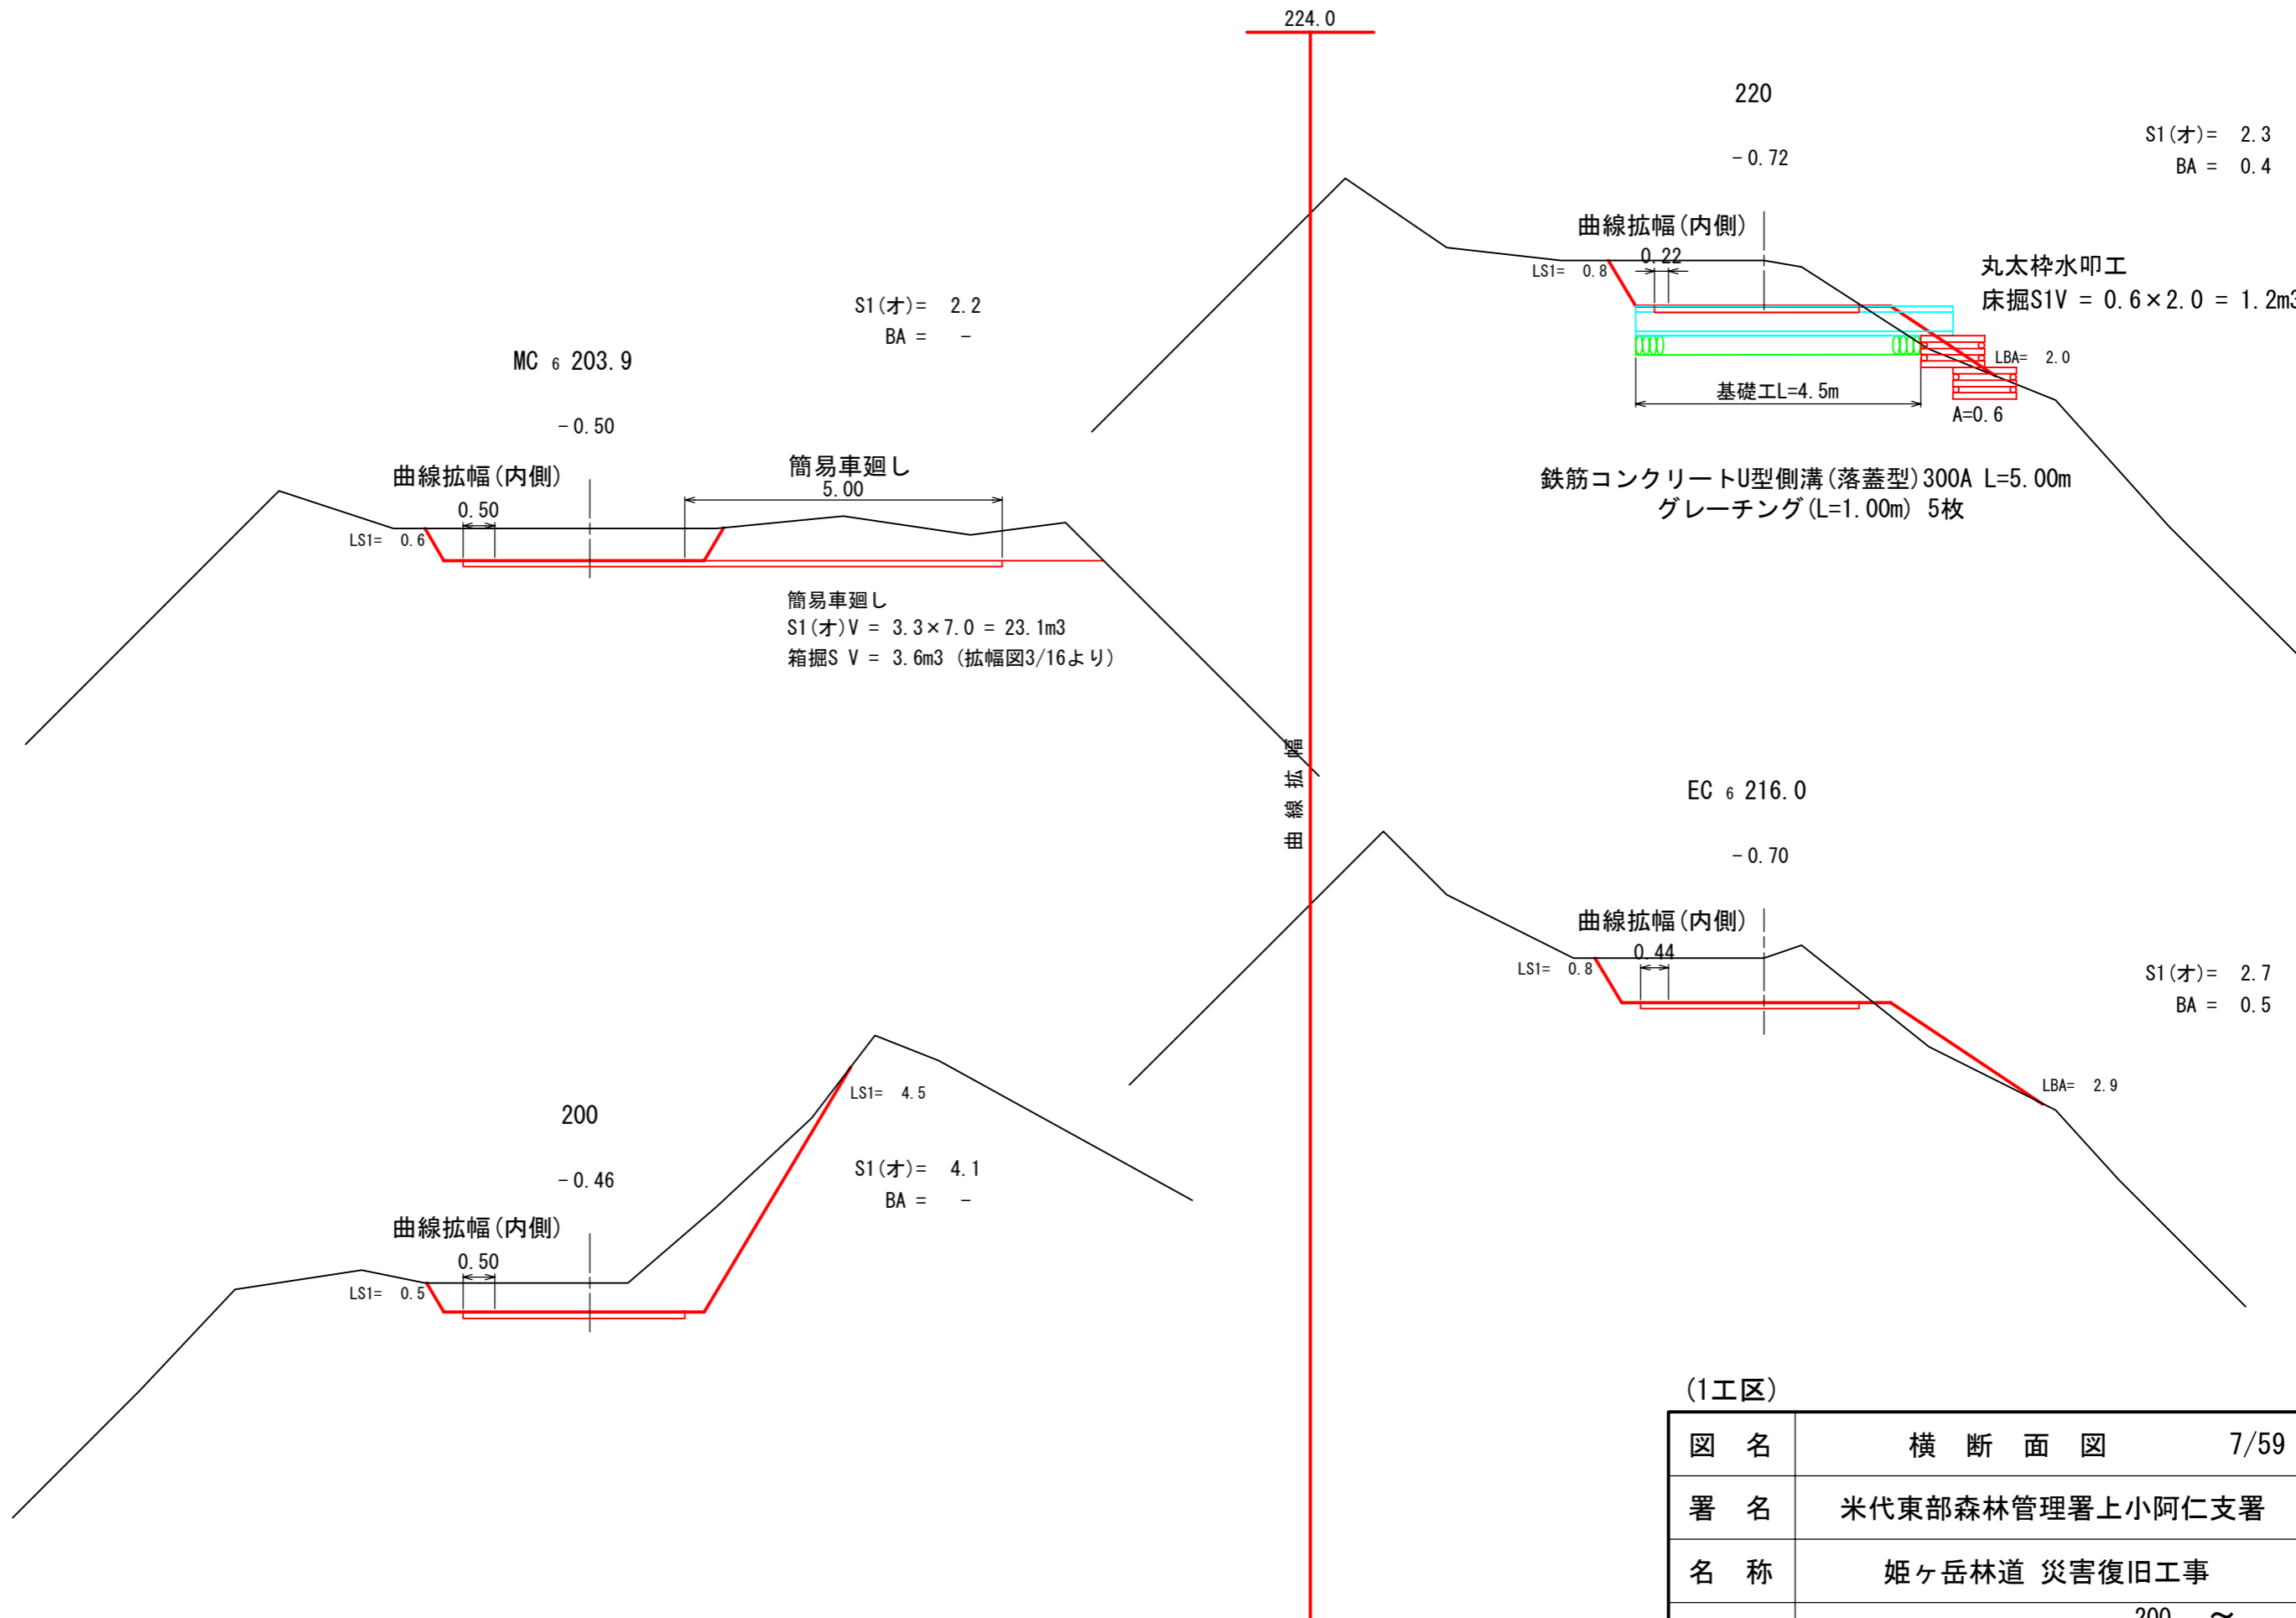 224.0
220
-0.72
S1(オ)= 2.3
BA = 0.4
曲線拡幅(内側)
0.22
LS1= 0.8
丸太枠水叩工
床掘S1V = 0.6×2.0 = 1.2m3
LBA= 2.0
基礎工L=4.5m
A=0.6
鉄筋コンクリートU型側溝(落蓋型)300A L=5.00m
グレーチング(L=1.00m) 5枚
S1(オ)= 2.2
BA = -
MC 6 203.9
-0.50
曲線拡幅(内側)
0.50
LS1= 0.6
簡易車廻し
5.00
簡易車廻し
S1(オ)V = 3.3×7.0 = 23.1m3
箱掘S V = 3.6m3 (拡幅図3/16より)
曲線拡幅
EC 6 216.0
-0.70
曲線拡幅(内側)
0.44
LS1= 0.8
S1(オ)= 2.7
BA = 0.5
LBA= 2.9
200
-0.46
曲線拡幅(内側)
0.50
LS1= 0.5
LS1= 4.5
S1(オ)= 4.1
BA = -
(1工区)
図 名 横 断 面 図 7/59
署 名 米代東部森林管理署上小阿仁支署
名 称 姫ヶ岳林道 災害復旧工事
200 ~